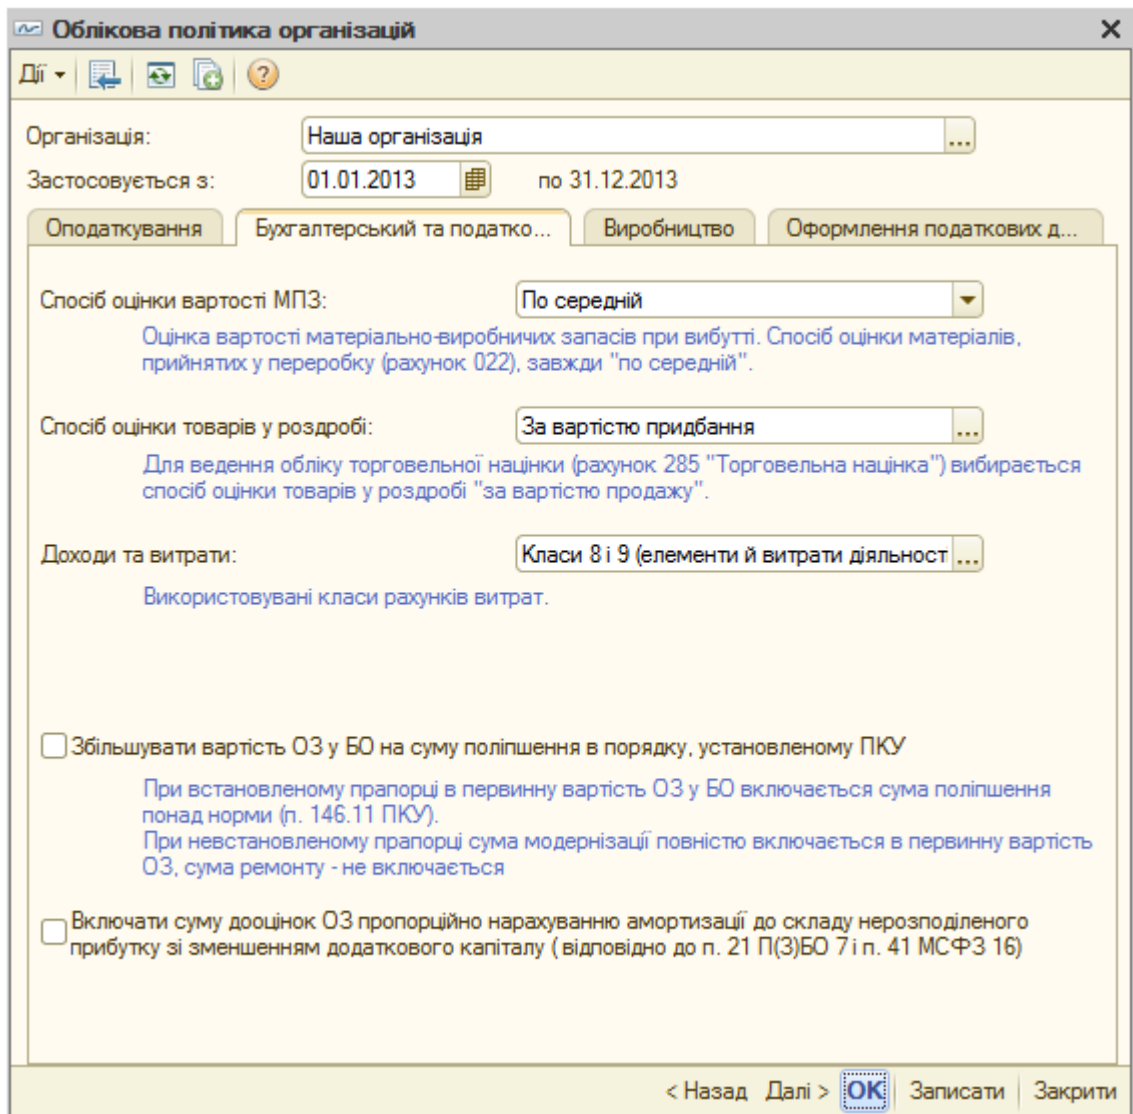 Облікова політика організацій
Дії
Організація: Наша організація ...
Застосовується з: 01.01.2013 по 31.12.2013
Оподаткування Бухгалтерський та податко... Виробництво Оформлення податкових д...
Спосіб оцінки вартості МПЗ: По середній
Оцінка вартості матеріально-виробничих запасів при вибутті. Спосіб оцінки матеріалів,
прийнятих у переробку (рахунок 022), завжди "по середній".
Спосіб оцінки товарів у роздробі: За вартістю придбання ...
Для ведення обліку торговельної націнки (рахунок 285 "Торговельна націнка") вибирається
спосіб оцінки товарів у роздробі "за вартістю продажу".
Доходи та витрати: Класи 8 і 9 (елементи й витрати діяльност ...
Використовувані класи рахунків витрат.
Збільшувати вартість ОЗ у БО на суму поліпшення в порядку, установленому ПКУ
При встановленому прапорці в первинну вартість ОЗ у БО включається сума поліпшення
понад норми (п. 146.11 ПКУ).
При невстановленому прапорці сума модернізації повністю включається в первинну вартість
ОЗ, сума ремонту - не включається
Включати суму дооцінок ОЗ пропорційно нарахуванню амортизації до складу нерозподіленого
прибутку зі зменшенням додаткового капіталу ( відповідно до п. 21 П(З)БО 7 і п. 41 МСФЗ 16)
< Назад Далі > OK Записати Закрити